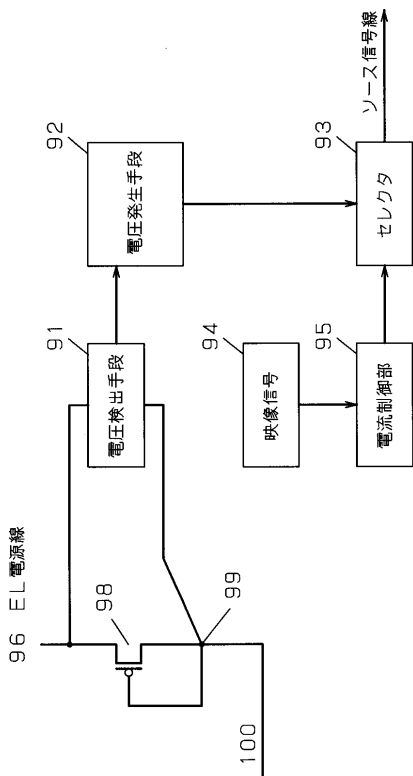 96 EL電源線
98
99
100
91
電圧検出手段
92
電圧発生手段
94
映像信号
95
電流制御部
93
セレクタ
ソース信号線